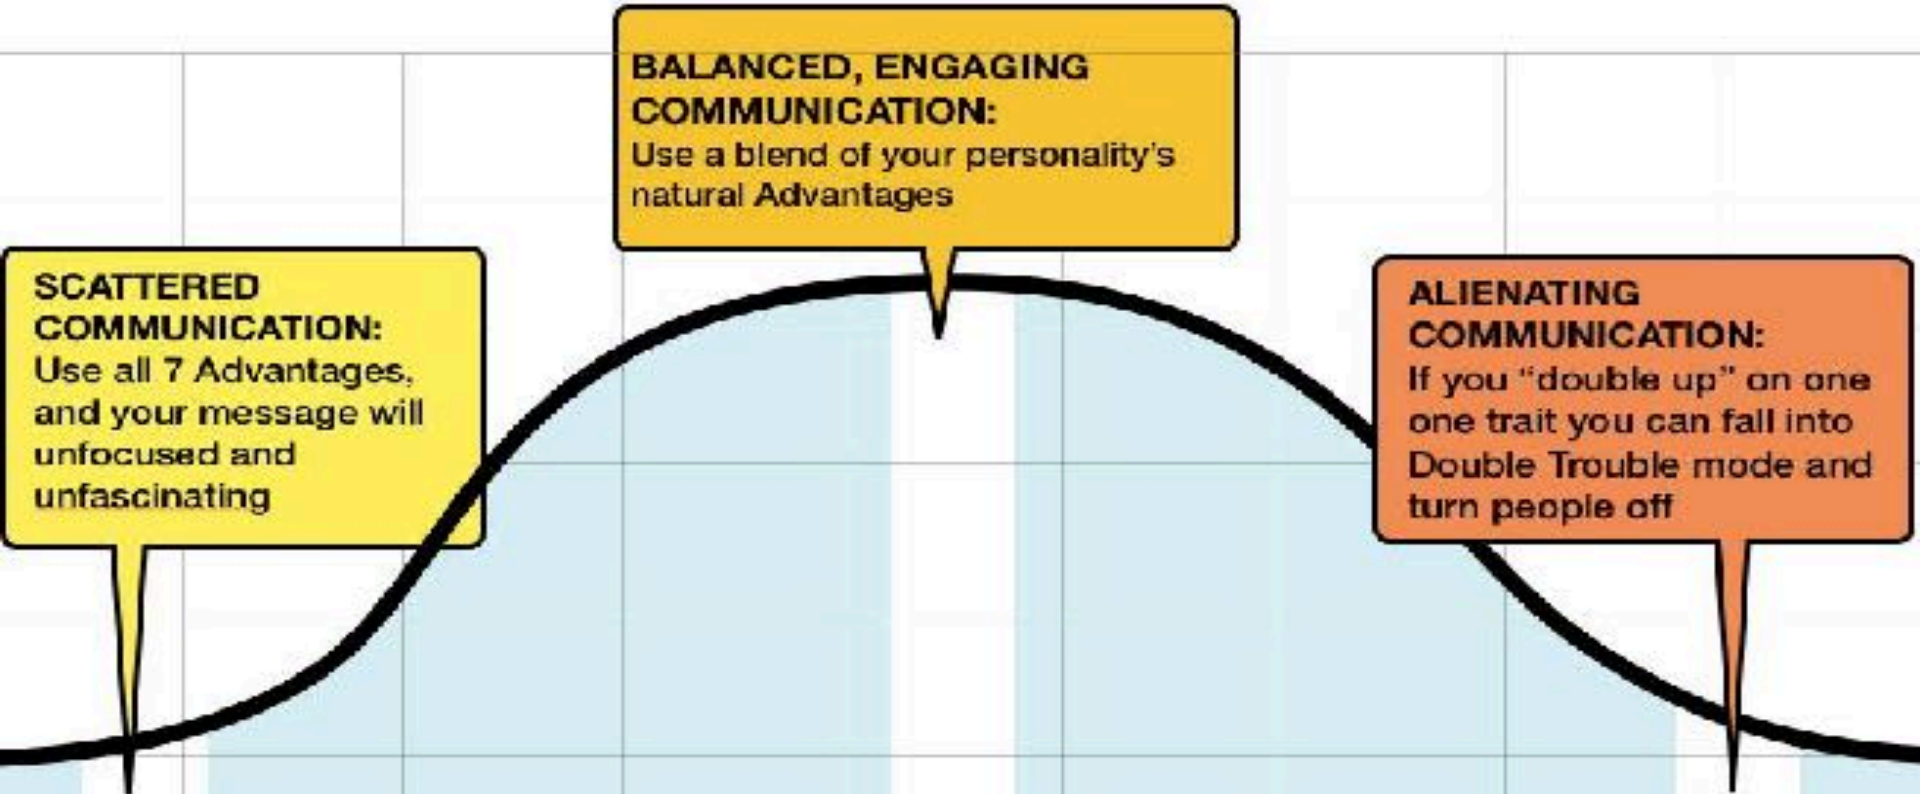 BALANCED, ENGAGING
COMMUNICATION:
Use a blend of your personality's
natural Advantages
SCATTERED
COMMUNICATION:
Use all 7 Advantages,
and your message will
unfocused and
unfascinating
ALIENATING
COMMUNICATION:
If you “double up” on one
one trait you can fall into
Double Trouble mode and
turn people off